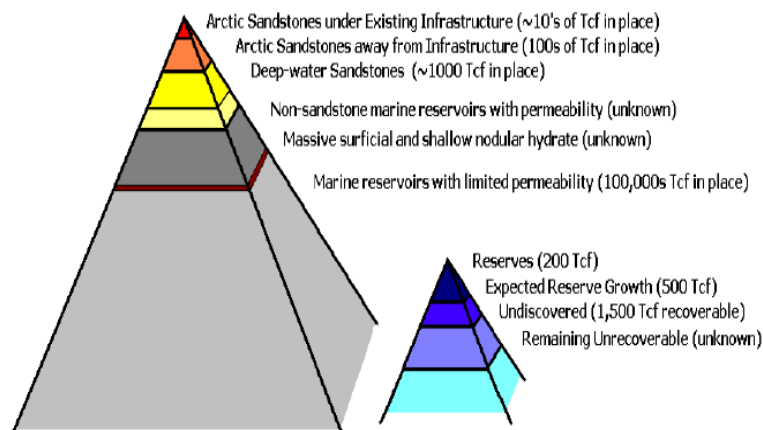 Arctic Sandstones under Existing Infrastructure (~10's of Tcf in place)
Arctic Sandstones away from Infrastructure (100s of Tcf in place)
Deep-water Sandstones (~1000 Tcf in place)
Non-sandstone marine reservoirs with permeability (unknown)
Massive surficial and shallow nodular hydrate (unknown)
Marine reservoirs with limited permeability (100,000s Tcf in place)
Reserves (200 Tcf)
Expected Reserve Growth (500 Tcf)
Undiscovered (1,500 Tcf recoverable)
Remaining Unrecoverable (unknown)